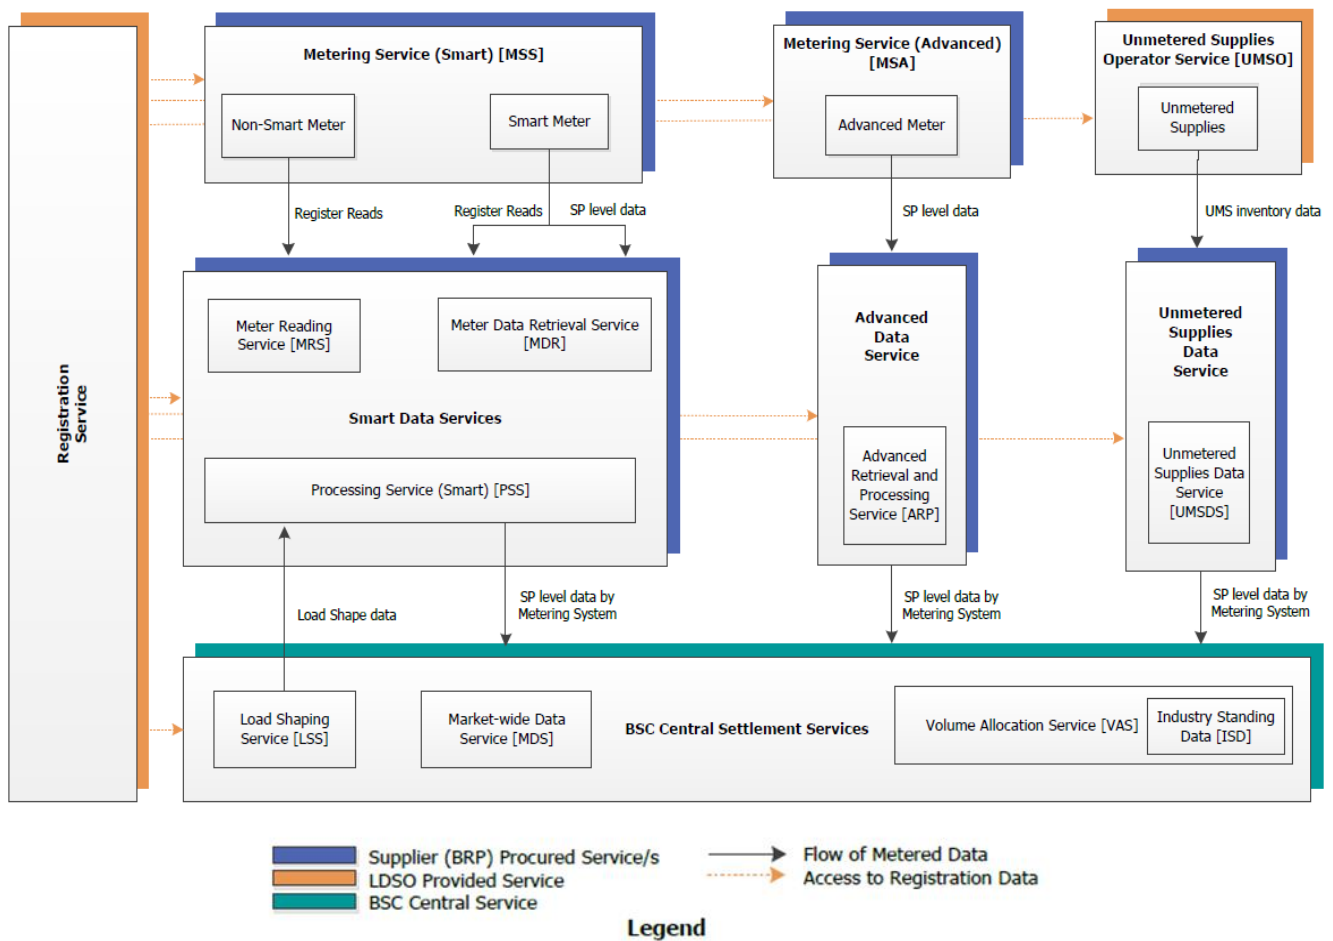 Metering Service (Smart) [MSS]
Non-Smart Meter
Smart Meter
Metering Service (Advanced)
[MSA]
Advanced Meter
Unmetered Supplies
Operator Service [UMSO]
Unmetered
Supplies
Register Reads
Register Reads
SP level data
SP level data
UMS inventory data
Registration
Service
Meter Reading
Service [MRS]
Meter Data Retrieval Service
[MDR]
Smart Data Services
Processing Service (Smart) [PSS]
Advanced
Data
Service
Advanced
Retrieval and
Processing
Service [ARP]
Unmetered
Supplies
Data
Service
Unmetered
Supplies Data
Service
[UMSDS]
Load Shape data
SP level data by
Metering System
SP level data by
Metering System
SP level data by
Metering System
Load Shaping
Service [LSS]
Market-wide Data
Service [MDS]
BSC Central Settlement Services
Volume Allocation Service [VAS]
Industry Standing
Data [ISD]
Supplier (BRP) Procured Service/s
LDSO Provided Service
BSC Central Service
Flow of Metered Data
Access to Registration Data
Legend